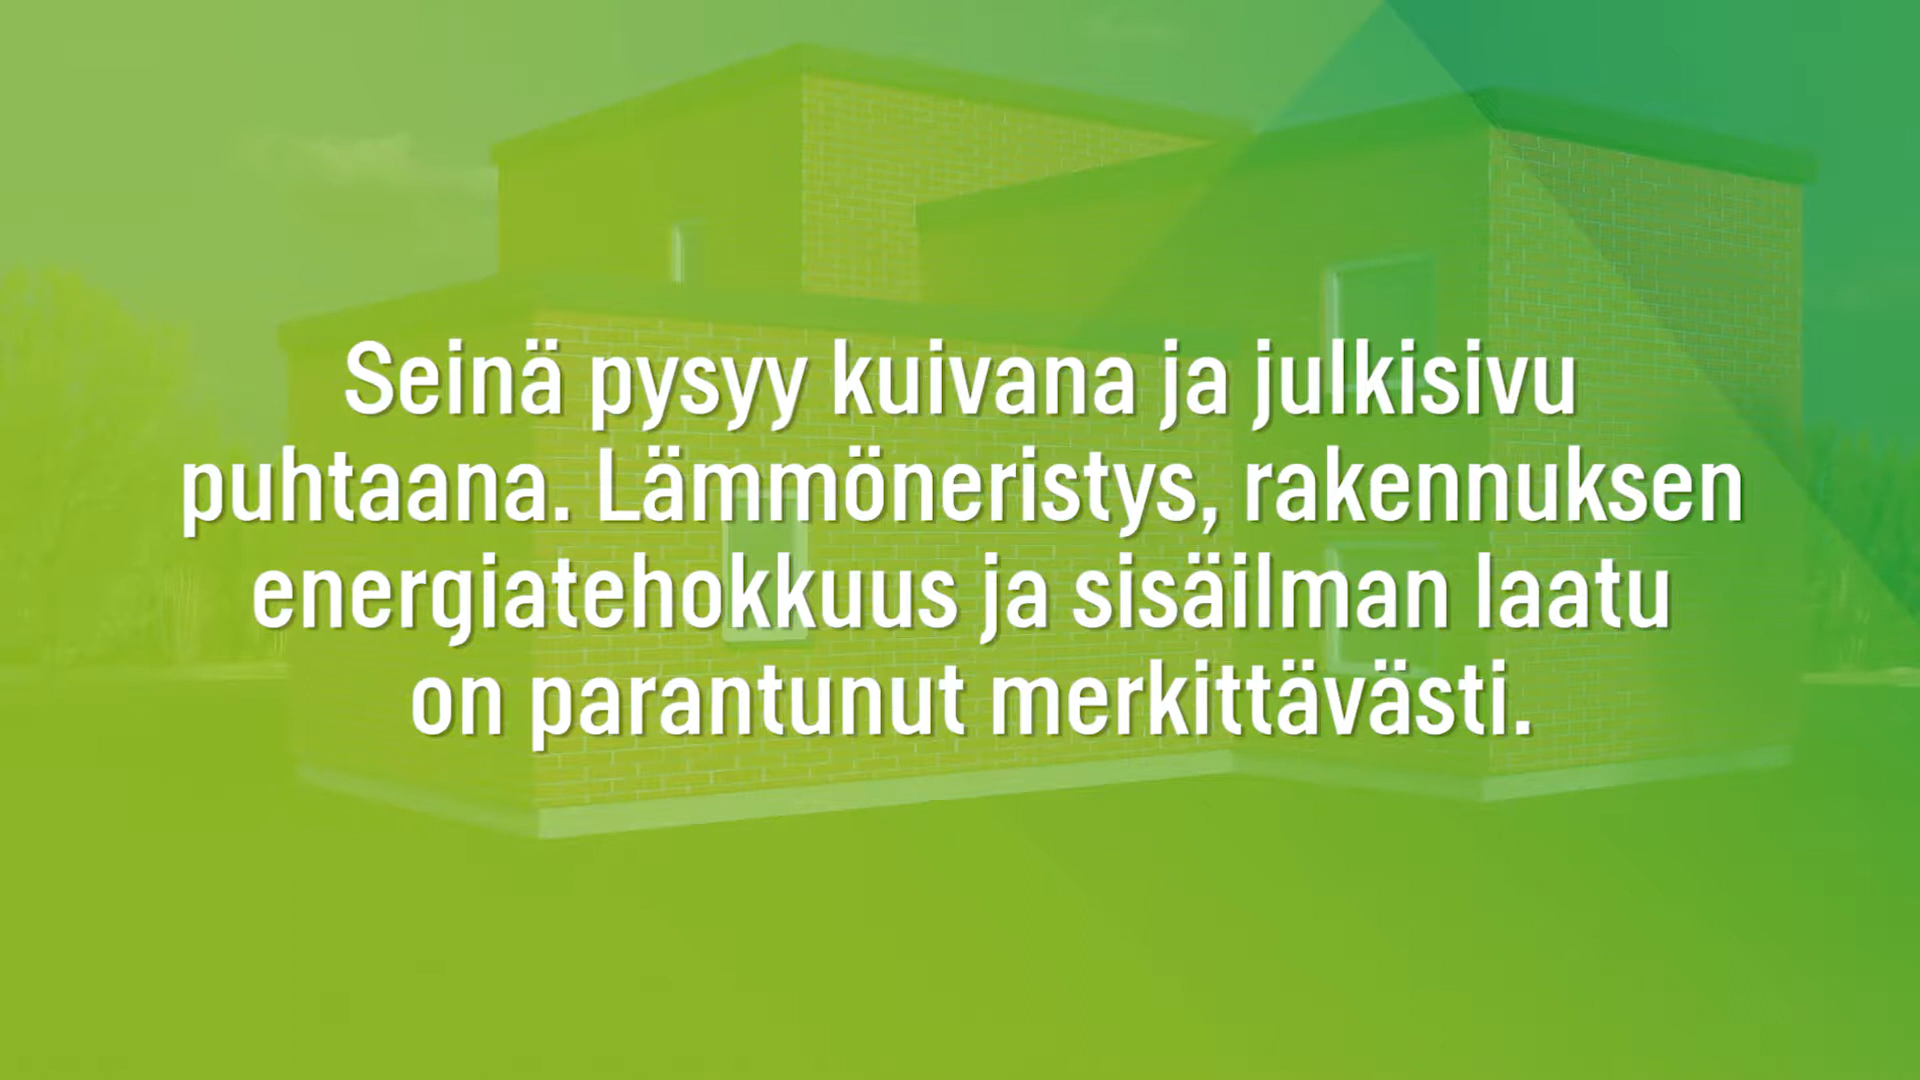 Seinä pysyy kuivana ja julkisivu
puhtaana. Lämmöneristys, rakennuksen
energiatehokkuus ja sisäilman laatu
on parantunut merkittävästi.